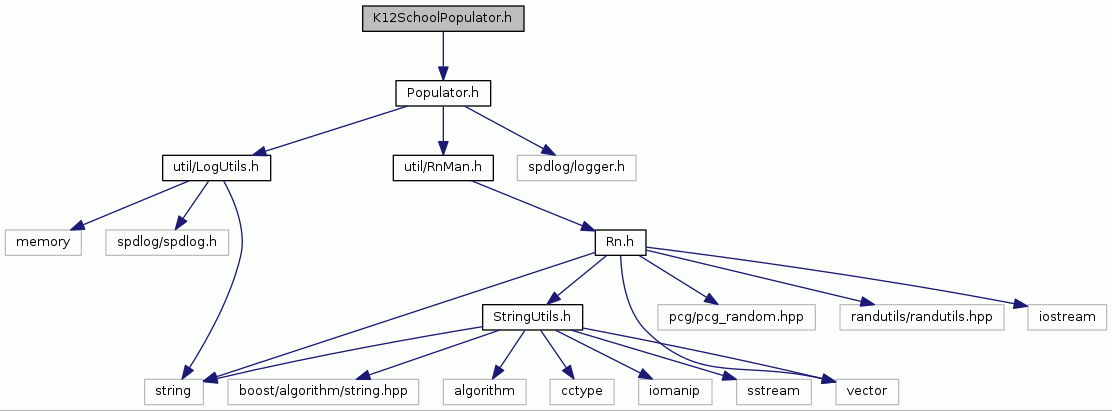 K12SchoolPopulator.h
Populator.h
util/LogUtils.h
util/RnMan.h
spdlog/logger.h
memory
spdlog/spdlog.h
Rn.h
StringUtils.h
pcg/pcg_random.hpp
randutils/randutils.hpp
iostream
string
boost/algorithm/string.hpp
algorithm
cctype
iomanip
sstream
vector